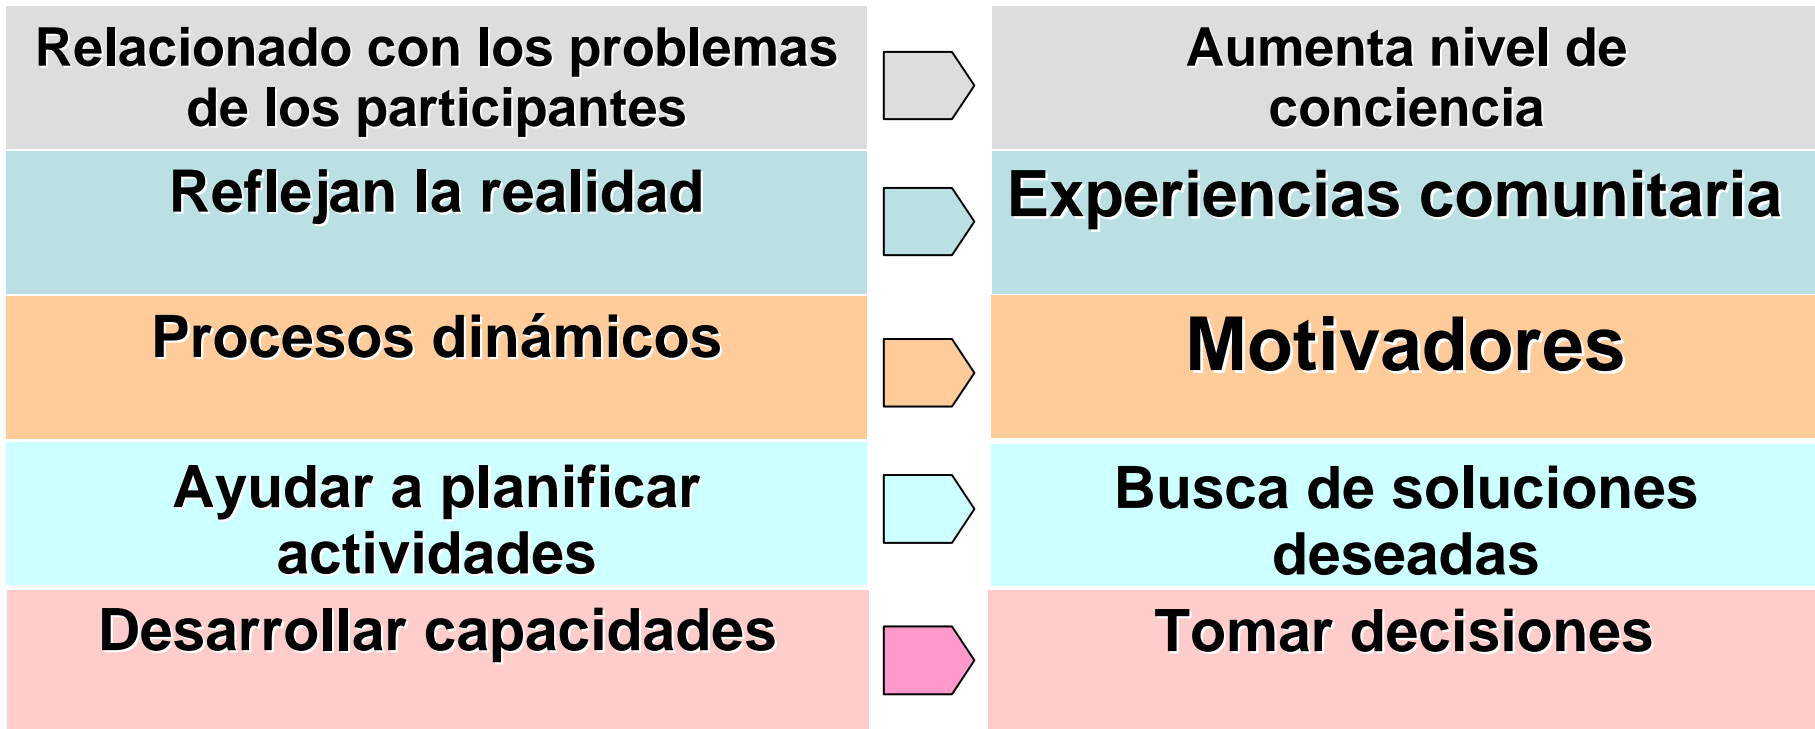 Relacionado con los problemas
de los participantes
Aumenta nivel de
conciencia
Reflejan la realidad
Experiencias comunitaria
Procesos dinámicos
Motivadores
Ayudar a planificar
actividades
Busca de soluciones
deseadas
Desarrollar capacidades
Tomar decisiones